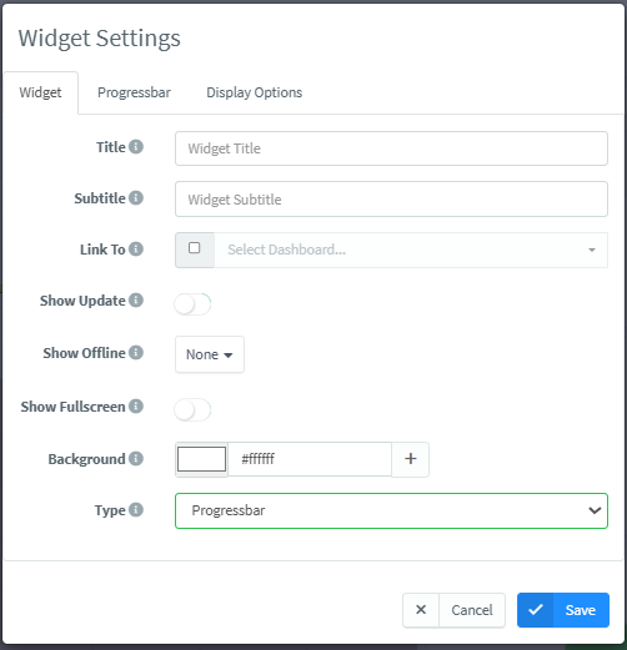 Widget Settings
Widget Progressbar Display Options
Title Widget Title
Subtitle Widget Subtitle
Link To Select Dashboard...
Show Update
Show Offline None
Show Fullscreen
Background #ffffff +
Type Progressbar
Cancel Save